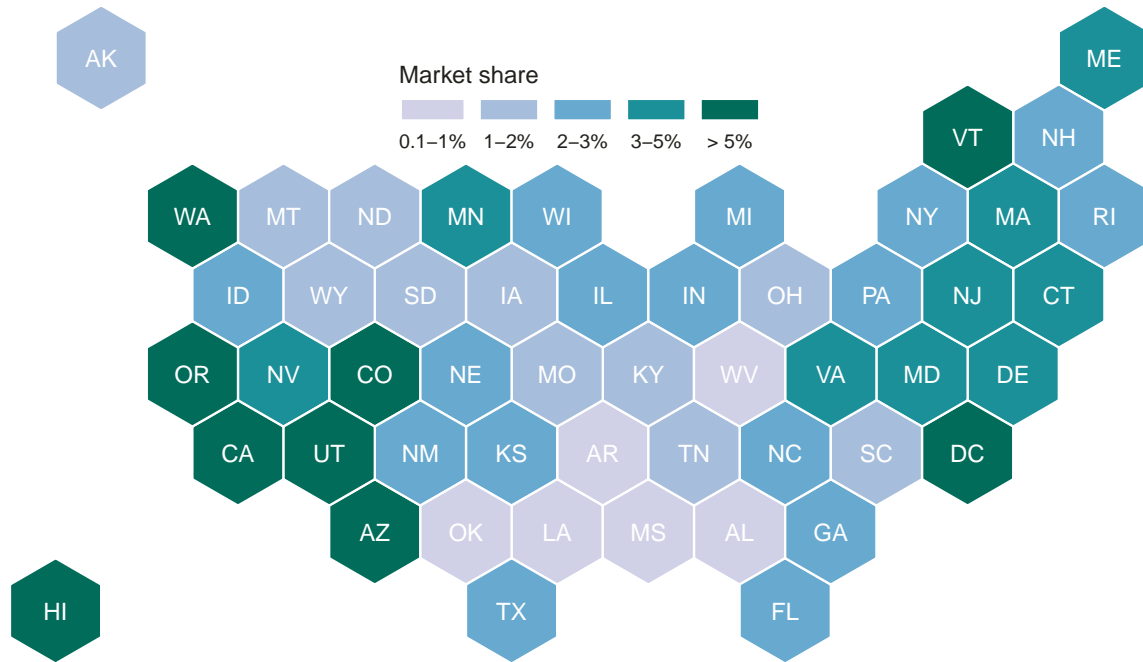 AK
ME
Market share
0.1–1% 1–2% 2–3% 3–5% > 5%
VT NH
WA MT ND MN WI MI NY MA RI
ID WY SD IA IL IN OH PA NJ CT
OR NV CO NE MO KY WV VA MD DE
CA UT NM KS AR TN NC SC DC
AZ OK LA MS AL GA
HI TX FL